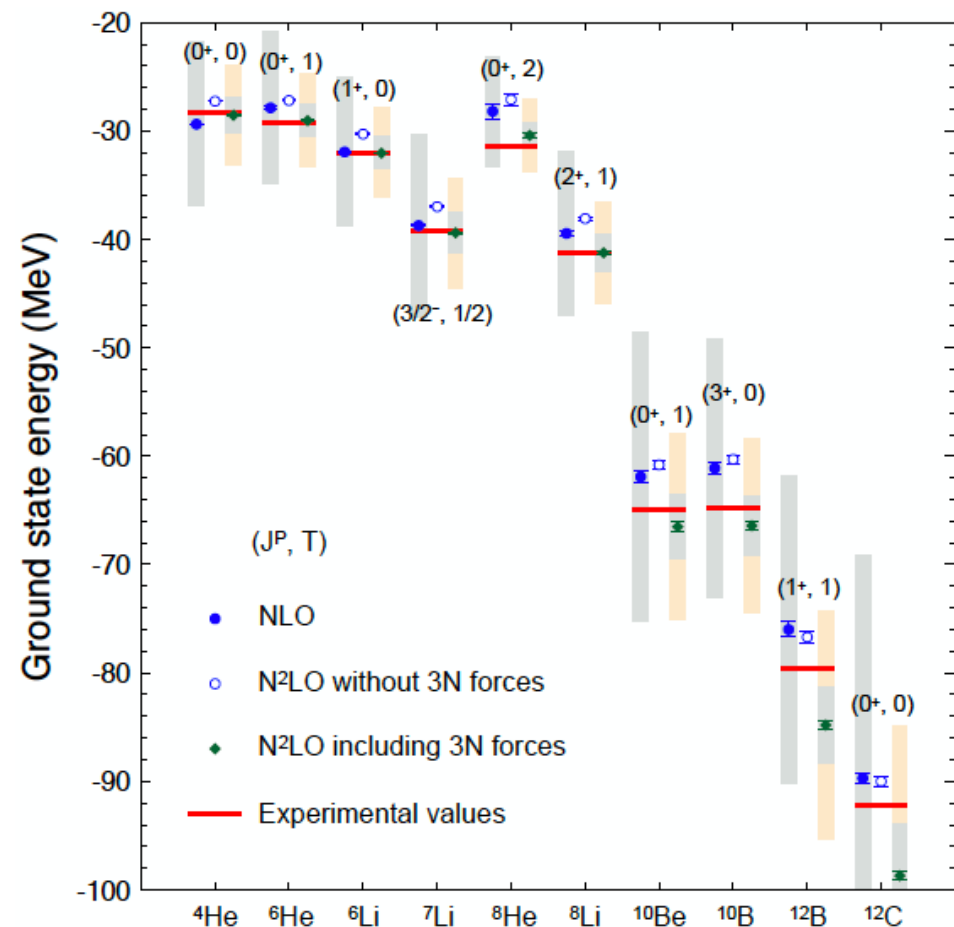 Ground state energy (MeV)
-20
-30
-40
-50
-60
-70
-80
-90
-100
(0⁺, 0)
(0⁺, 1)
(1⁺, 0)
(3/2⁻, 1/2)
(0⁺, 2)
(2⁺, 1)
(0⁺, 1)
(3⁺, 0)
(1⁺, 1)
(0⁺, 0)
(Jᴾ, T)
NLO
N²LO without 3N forces
N²LO including 3N forces
Experimental values
⁴He ⁶He ⁶Li ⁷Li ⁸He ⁸Li ¹⁰Be ¹⁰B ¹²B ¹²C